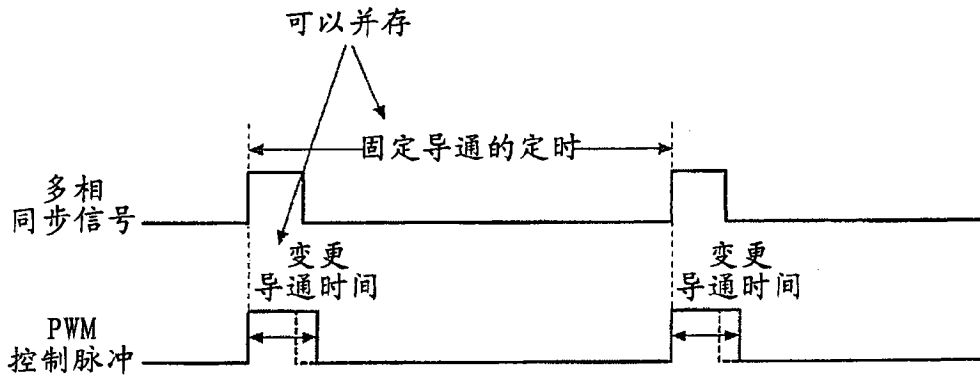 可以并存
固定导通的定时
多相
同步信号
变更
导通时间
变更
导通时间
PWM
控制脉冲